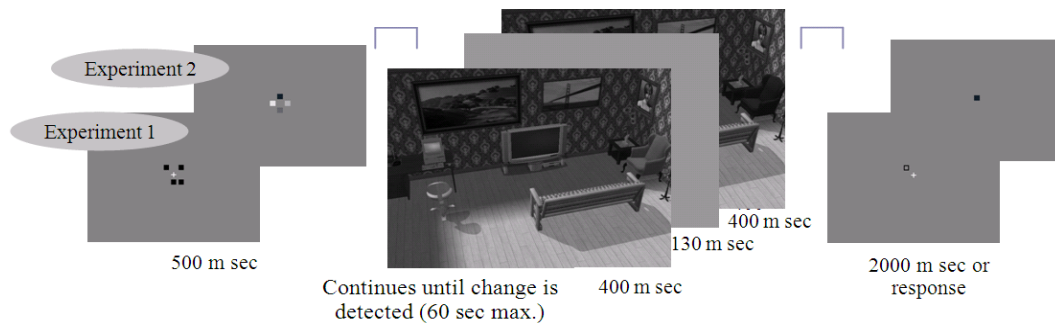 Experiment 2
Experiment 1
500 m sec
Continues until change is
detected (60 sec max.)
400 m sec
130 m sec
400 m sec
2000 m sec or
response